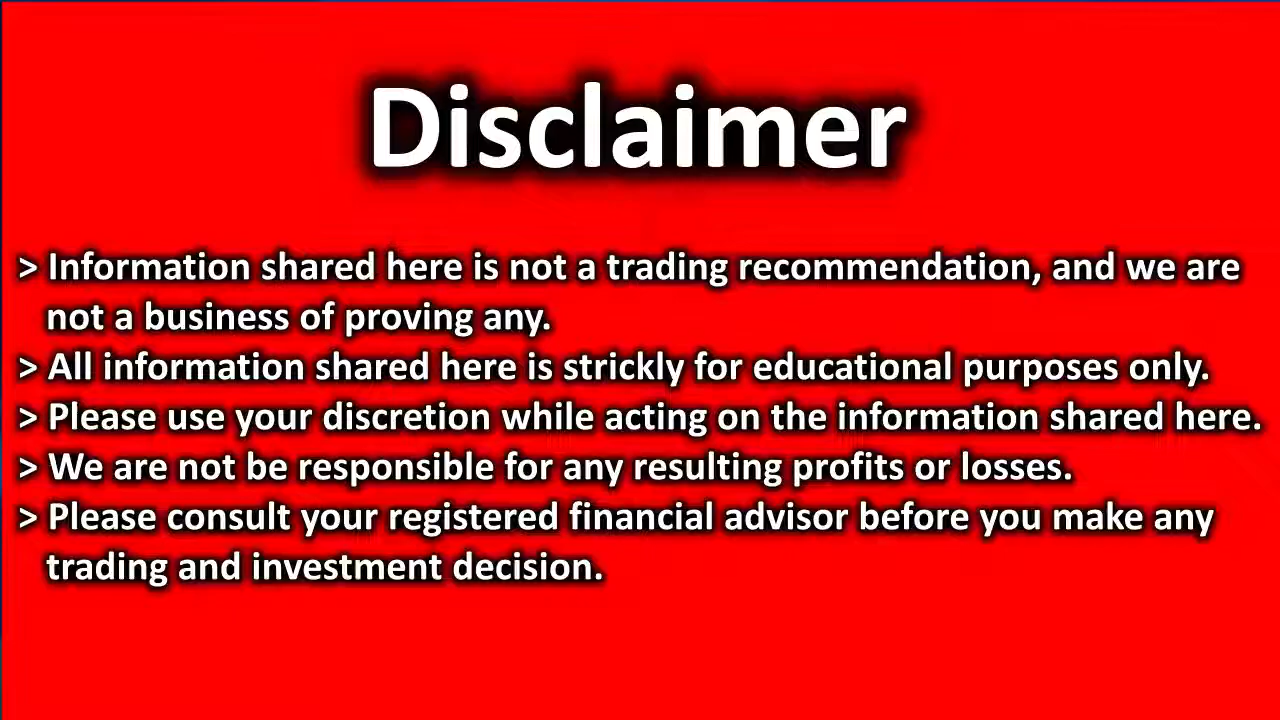 Disclaimer
> Information shared here is not a trading recommendation, and we are
not a business of proving any.
> All information shared here is strickly for educational purposes only.
> Please use your discretion while acting on the information shared here.
> We are not be responsible for any resulting profits or losses.
> Please consult your registered financial advisor before you make any
trading and investment decision.